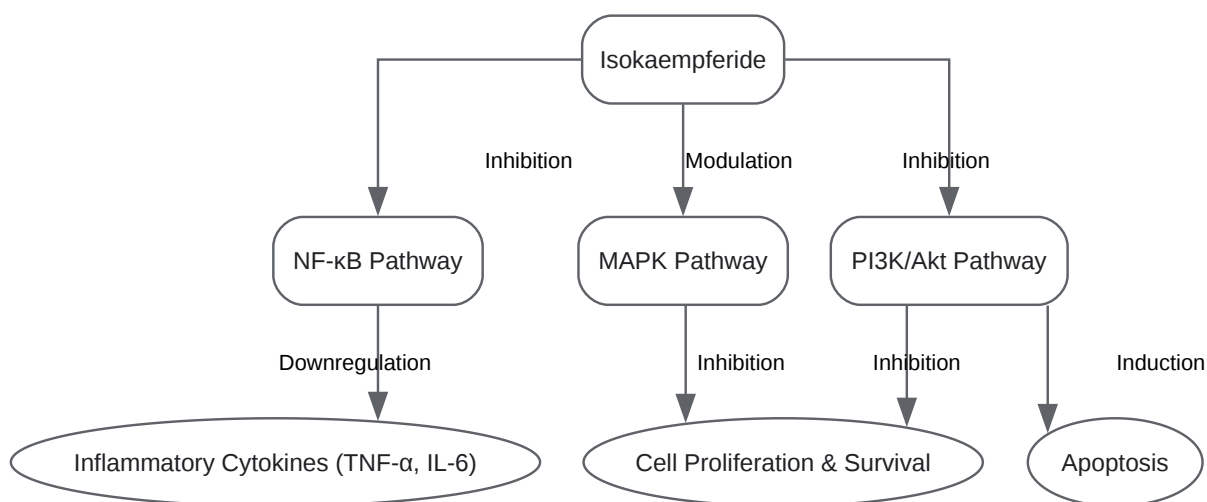 Isokaempferide
Inhibition
Modulation
Inhibition
NF-κB Pathway
MAPK Pathway
PI3K/Akt Pathway
Downregulation
Inhibition
Inhibition
Induction
Inflammatory Cytokines (TNF-α, IL-6)
Cell Proliferation & Survival
Apoptosis